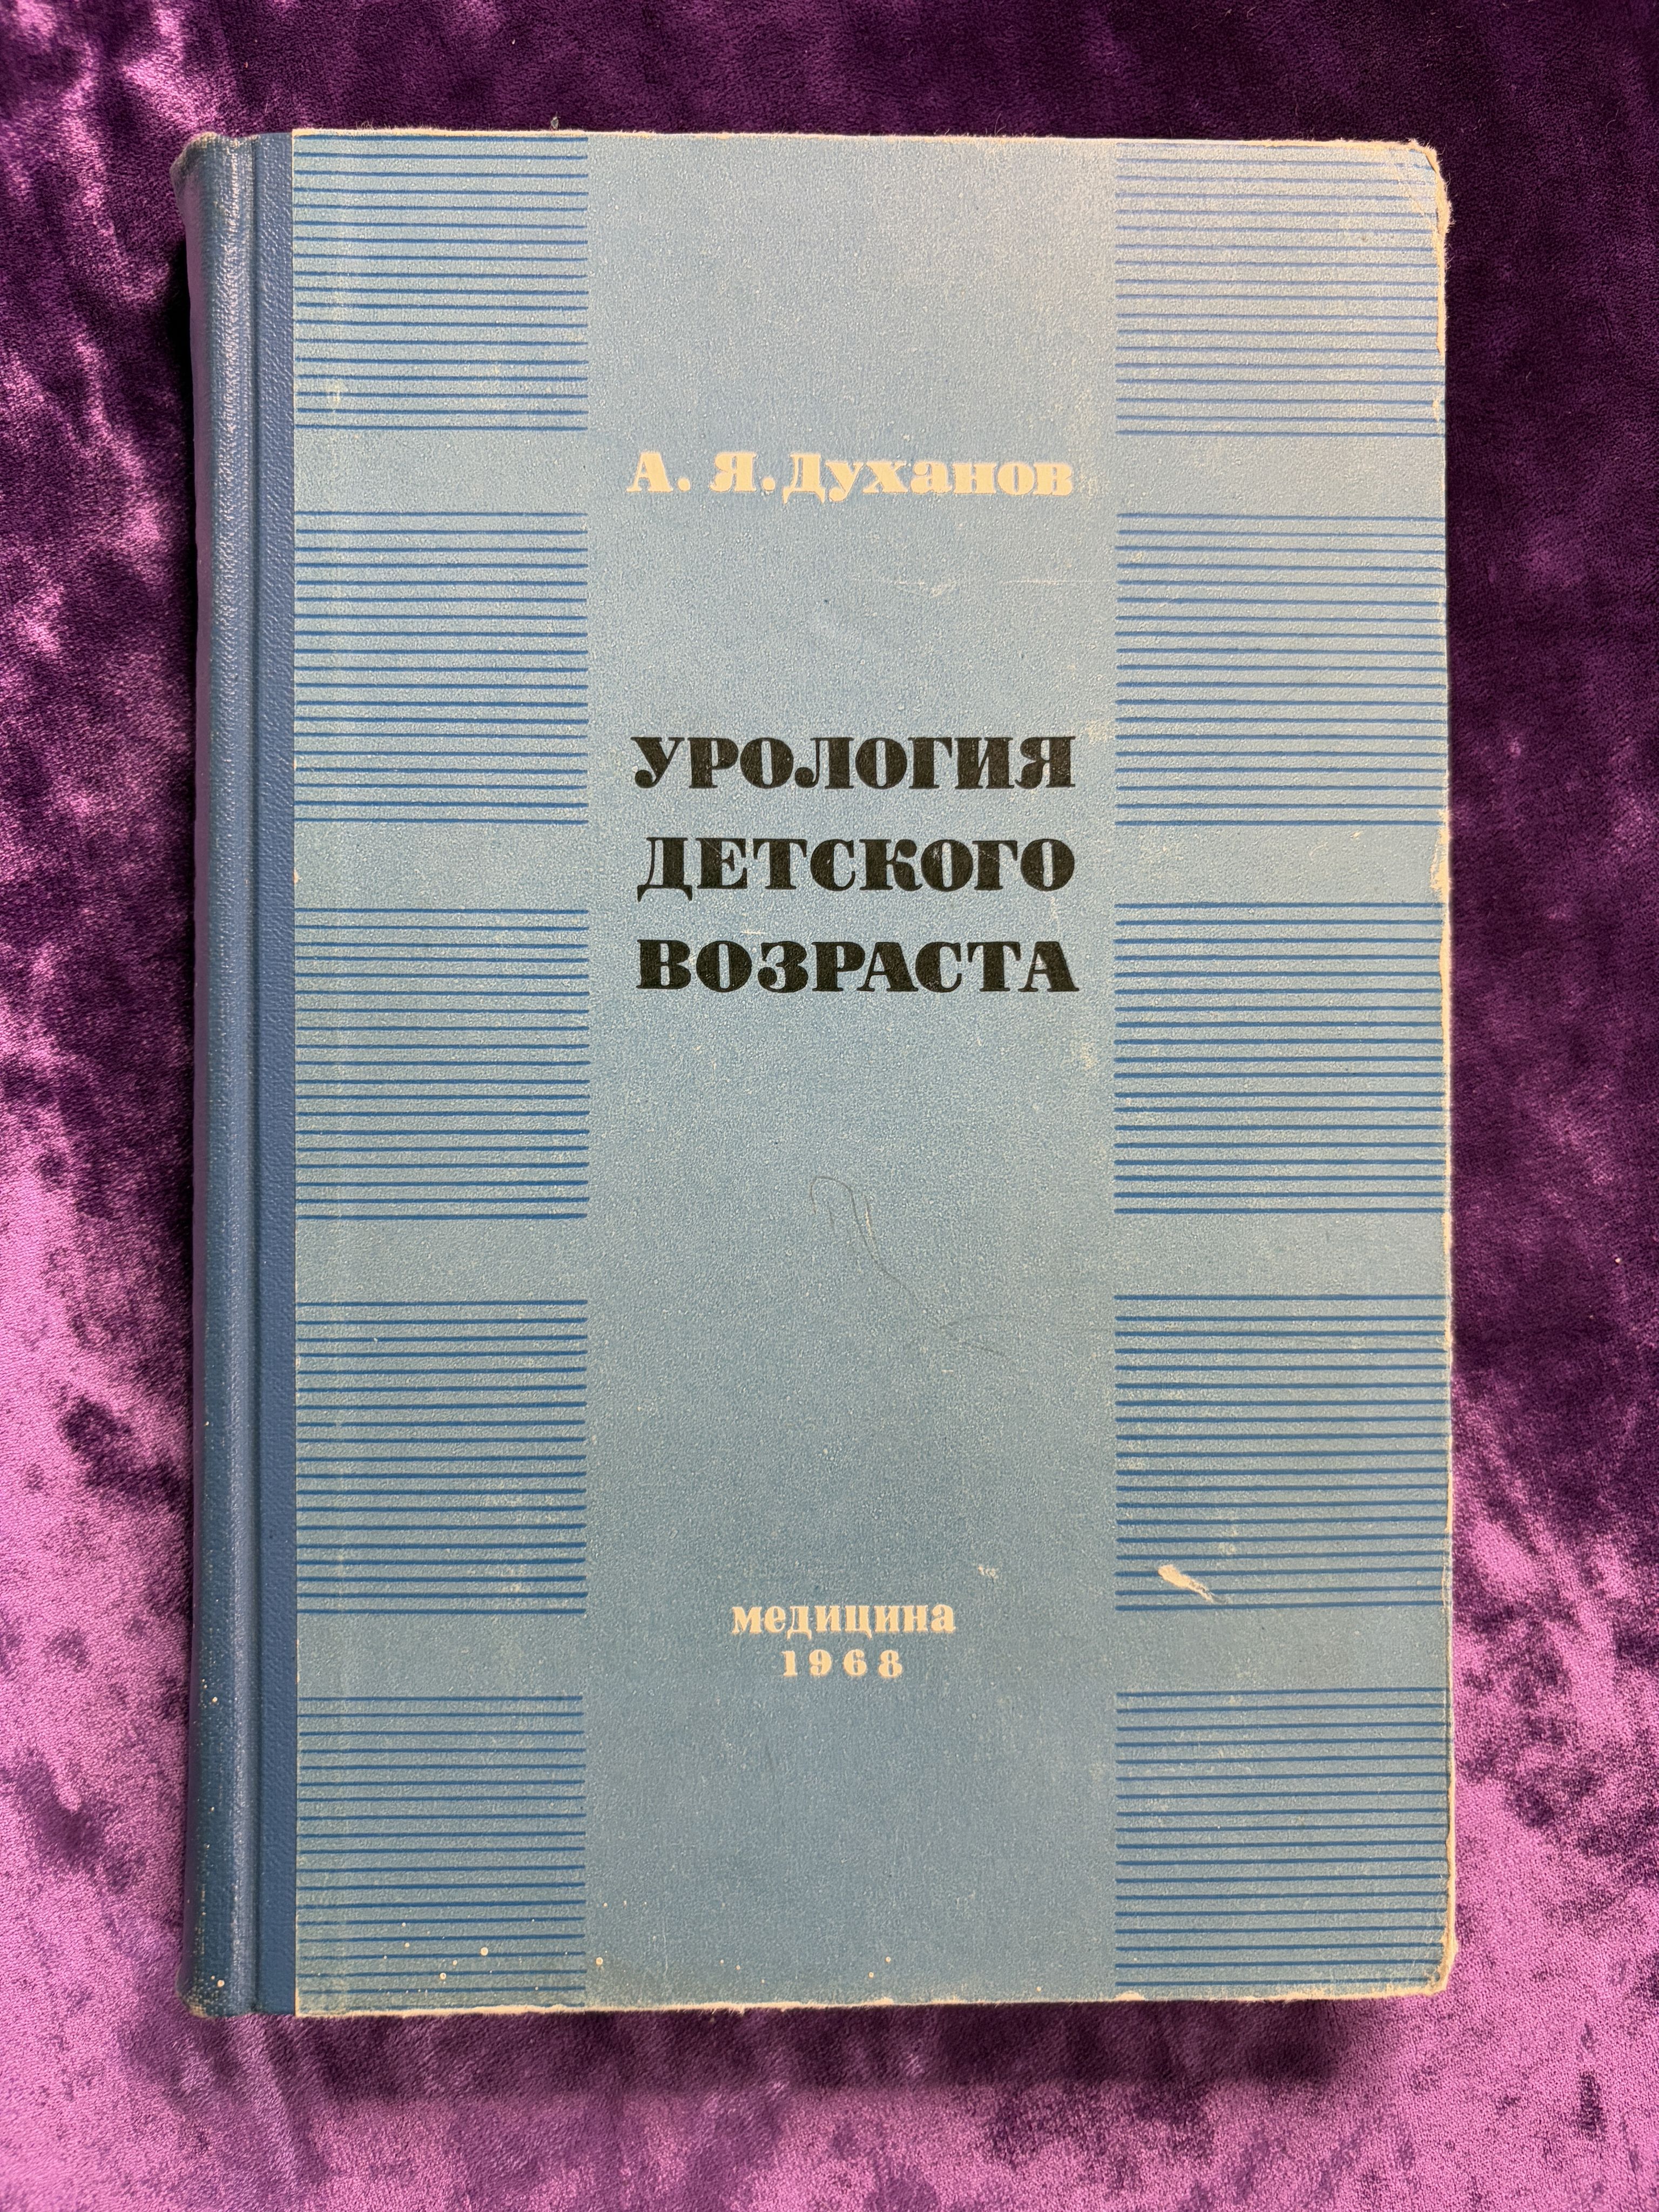 А. Я. Духанов
УРОЛОГИЯ
ДЕТСКОГО
ВОЗРАСТА
медицина
1968